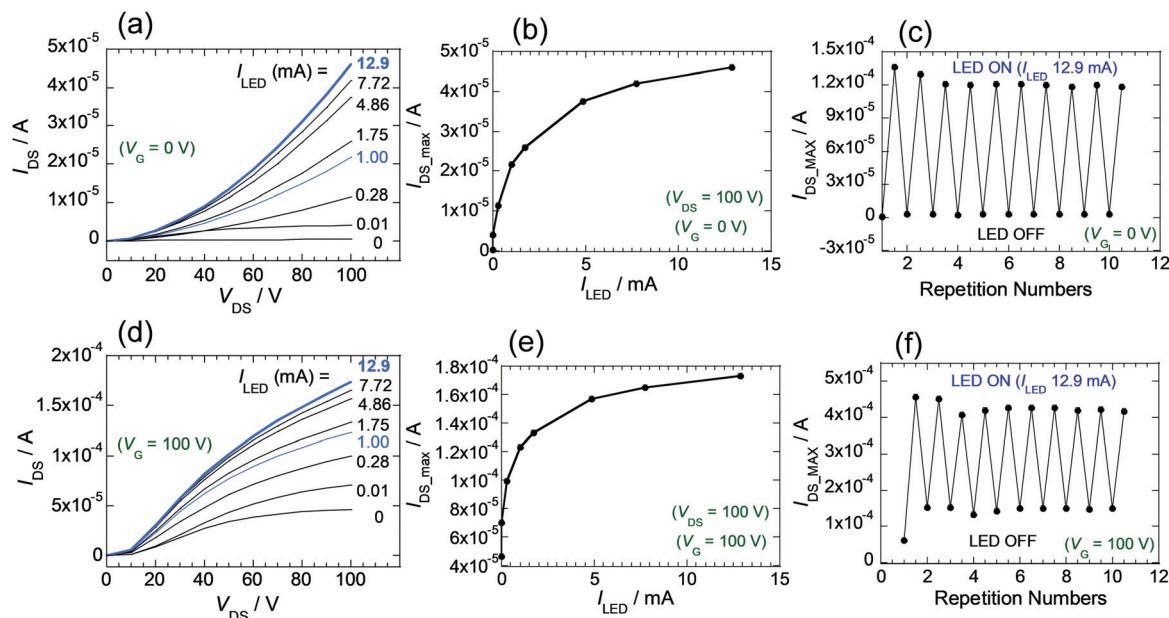 (a)
5x10⁻⁵
4x10⁻⁵
3x10⁻⁵
2x10⁻⁵
1x10⁻⁵
0
I_DS / A
I_LED (mA) =
12.9
7.72
4.86
1.75
1.00
0.28
0.01
0
(V_G = 0 V)
0 20 40 60 80 100
V_DS / V
(b)
5x10⁻⁵
4x10⁻⁵
3x10⁻⁵
2x10⁻⁵
1x10⁻⁵
0
I_DS_max / A
(V_DS = 100 V)
(V_G = 0 V)
0 5 10 15
I_LED / mA
(c)
1.5x10⁻⁴
1.2x10⁻⁴
9x10⁻⁵
6x10⁻⁵
3x10⁻⁵
0
-3x10⁻⁵
I_DS_MAX / A
LED ON (I_LED 12.9 mA)
LED OFF
(V_G = 0 V)
2 4 6 8 10 12
Repetition Numbers
(d)
2x10⁻⁴
1.5x10⁻⁴
1x10⁻⁴
5x10⁻⁵
0
I_DS / A
I_LED (mA) =
12.9
7.72
4.86
1.75
1.00
0.28
0.01
0
(V_G = 100 V)
0 20 40 60 80 100
V_DS / V
(e)
1.8x10⁻⁴
1.6x10⁻⁴
1.4x10⁻⁴
1.2x10⁻⁴
1x10⁻⁴
8x10⁻⁵
6x10⁻⁵
4x10⁻⁵
I_DS_max / A
(V_DS = 100 V)
(V_G = 100 V)
0 5 10 15
I_LED / mA
(f)
5x10⁻⁴
4x10⁻⁴
3x10⁻⁴
2x10⁻⁴
1x10⁻⁴
0
I_DS_MAX / A
LED ON (I_LED 12.9 mA)
LED OFF
(V_G = 100 V)
0 2 4 6 8 10 12
Repetition Numbers